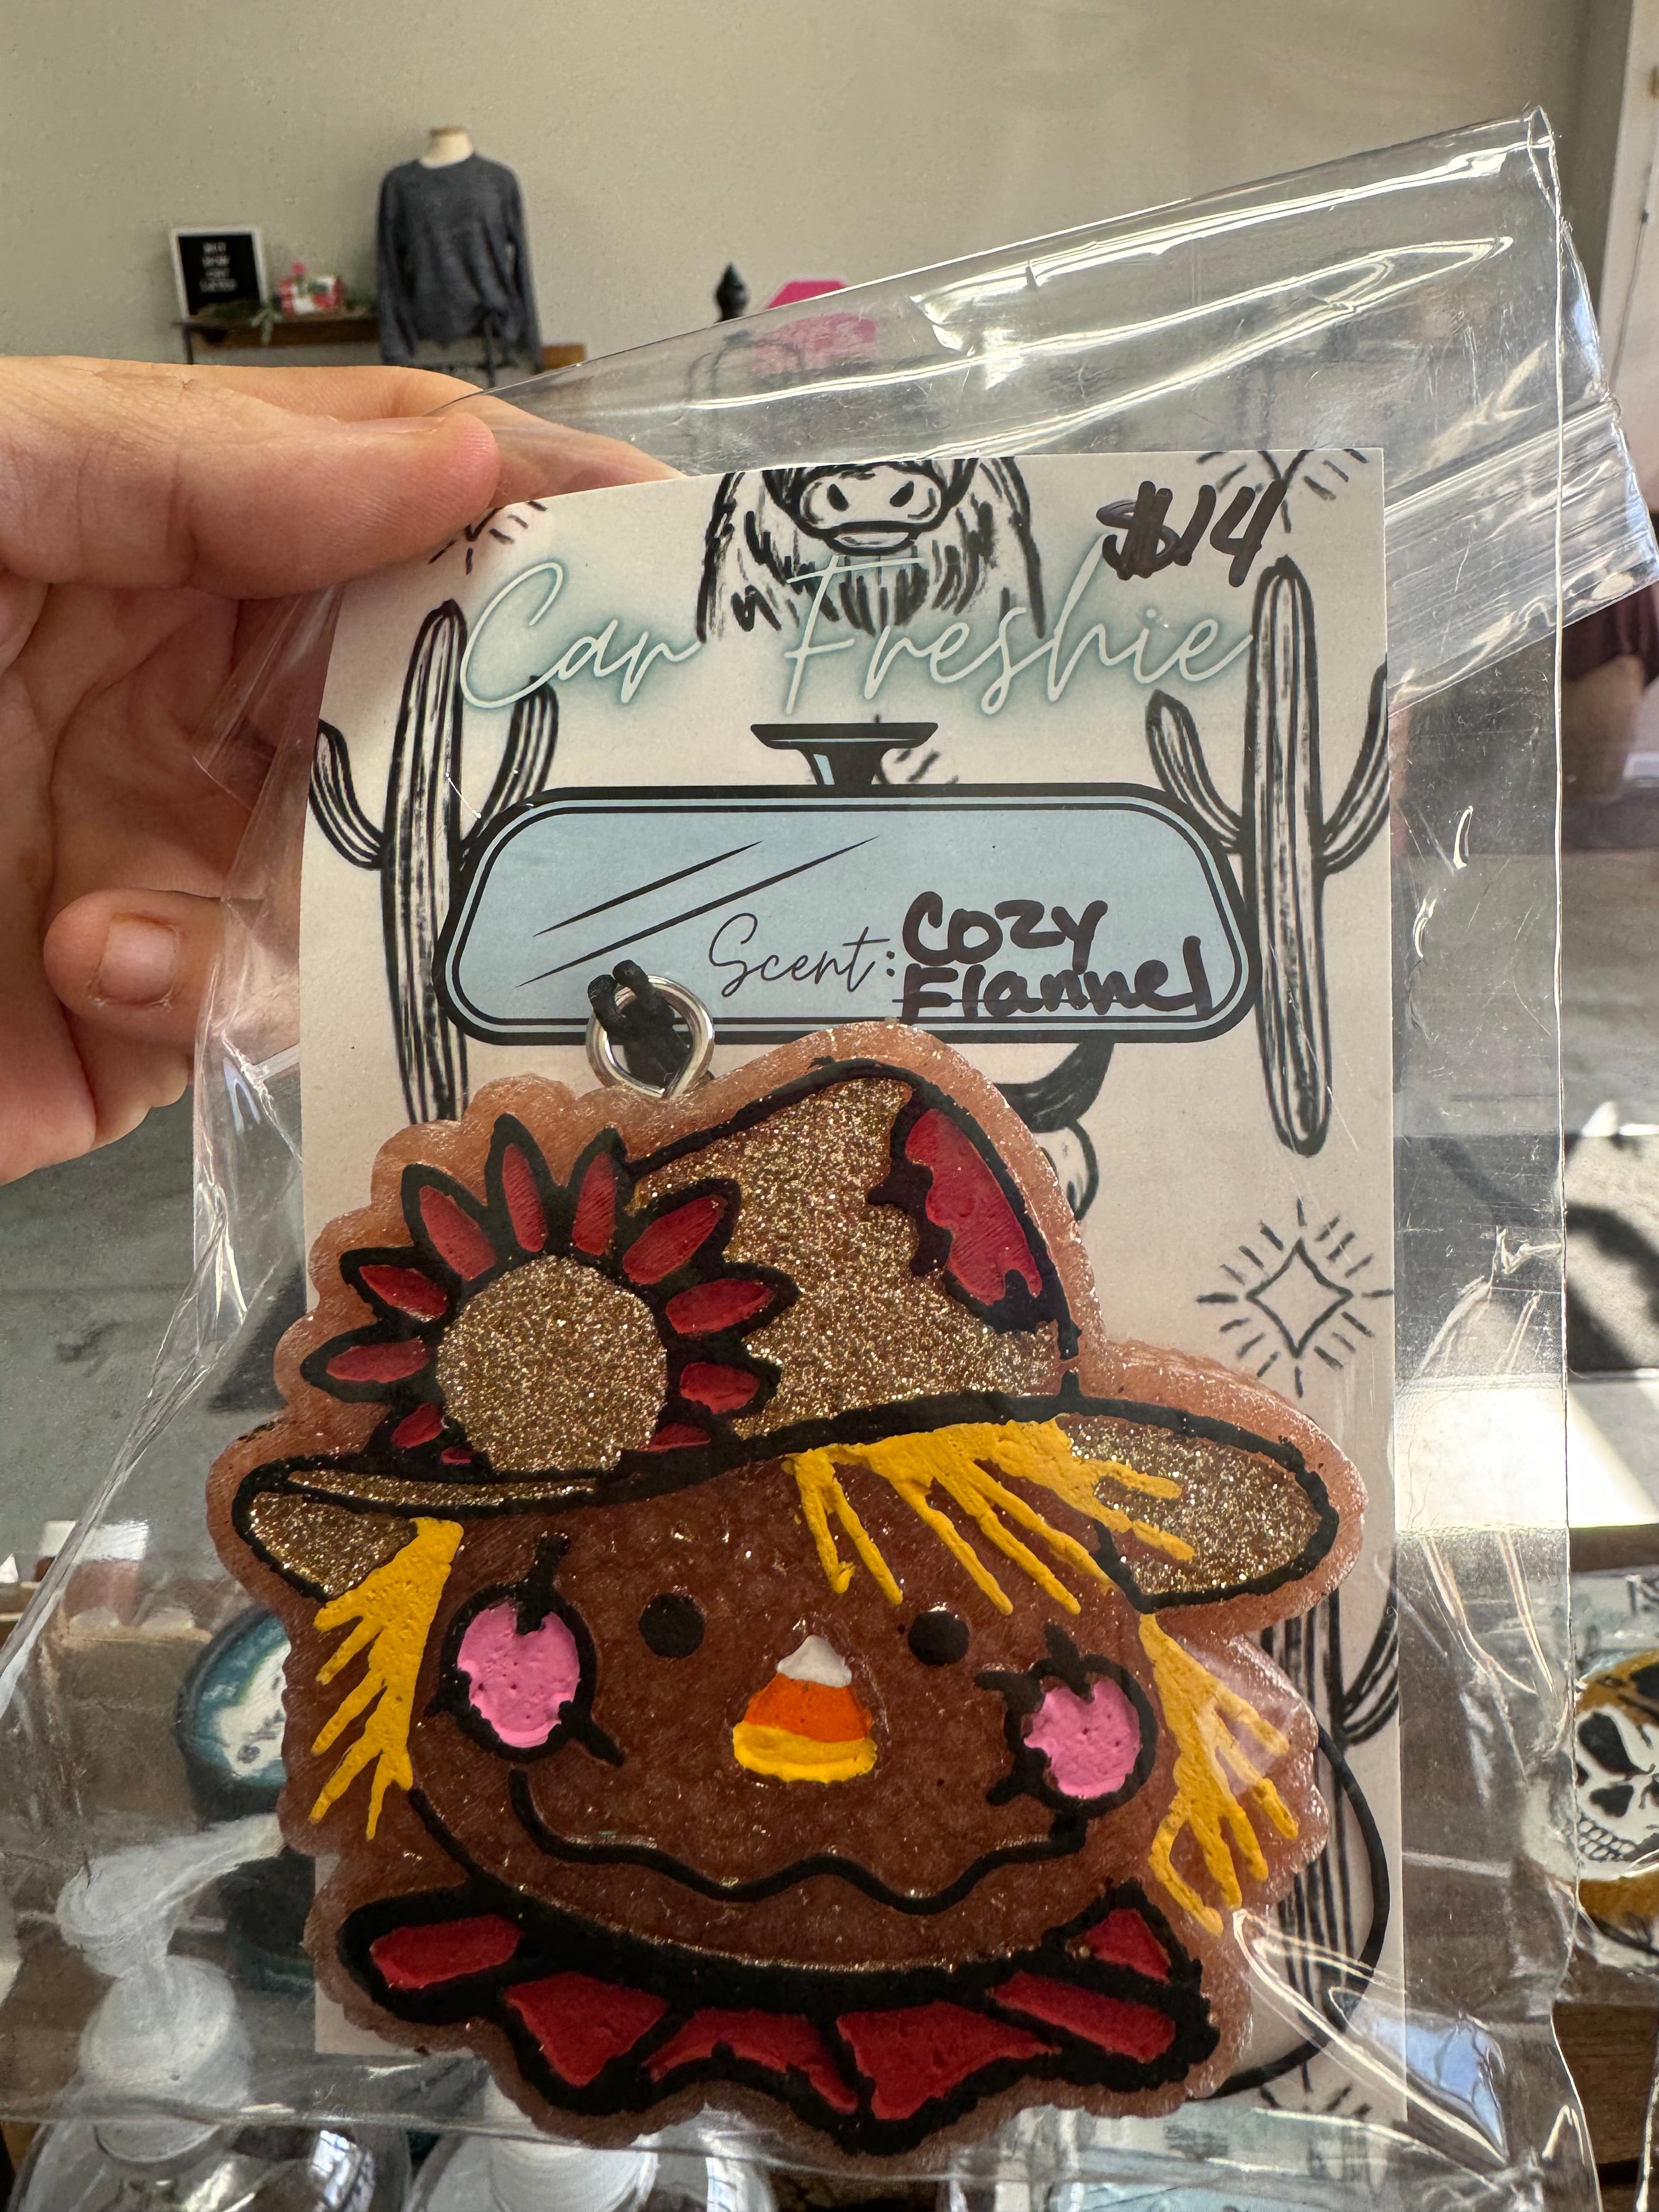 $14
Car Freshie
Scent: Cozy
Flannel